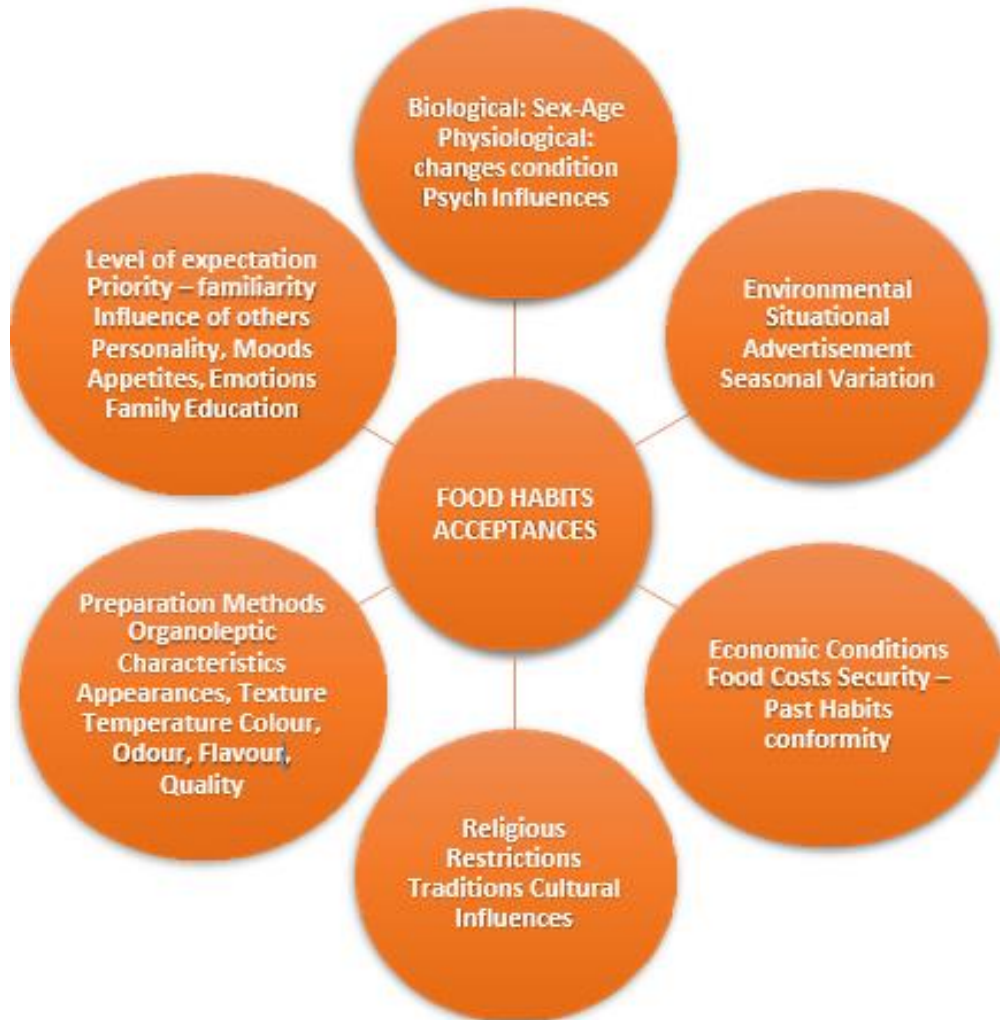 Biological: Sex-Age
Physiological:
changes condition
Psych Influences
Level of expectation
Priority – familiarity
Influence of others
Personality, Moods
Appetites, Emotions
Family Education
Environmental
Situational
Advertisement
Seasonal Variation
FOOD HABITS
ACCEPTANCES
Preparation Methods
Organoleptic
Characteristics
Appearances, Texture
Temperature Colour,
Odour, Flavour,
Quality
Economic Conditions
Food Costs Security –
Past Habits
conformity
Religious
Restrictions
Traditions Cultural
Influences